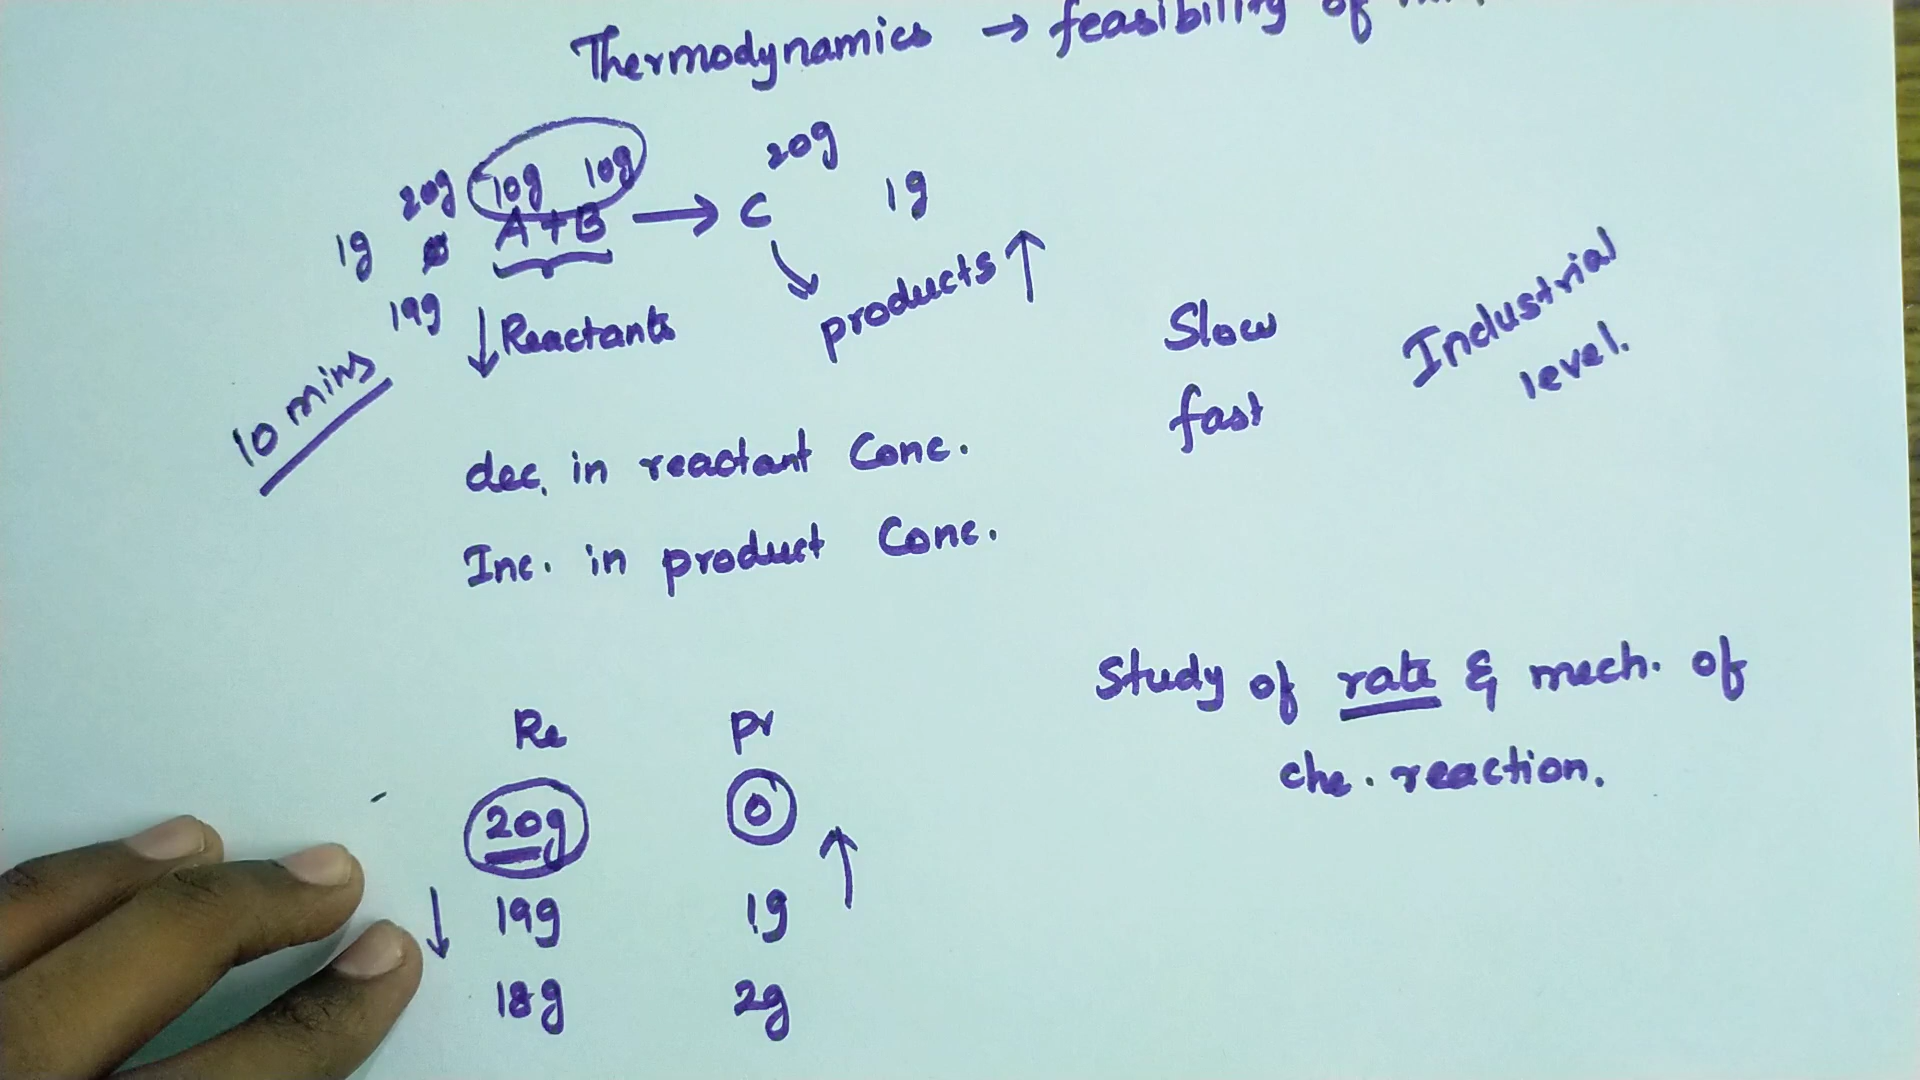 Thermodynamics → feasibility of
20g 10g 10g 20g
1g A+B → C 1g
19g ↓Reactants products↑
10 mins
Slow
fast
Industrial
level.
dec. in reactant Conc.
Inc. in product Conc.
Study of rate & mech. of
che. reaction.
Re Pr
20g 0
↓ 19g 1g ↑
18g 2g